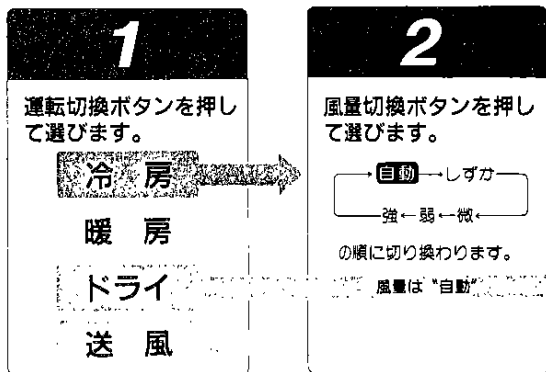 1
運転切換ボタンを押し
て選びます。
冷 房
暖 房
ドライ
送 風
2
風量切換ボタンを押し
て選びます。
自動→しずか
強←弱←微
の順に切り換わります。
風量は“自動”